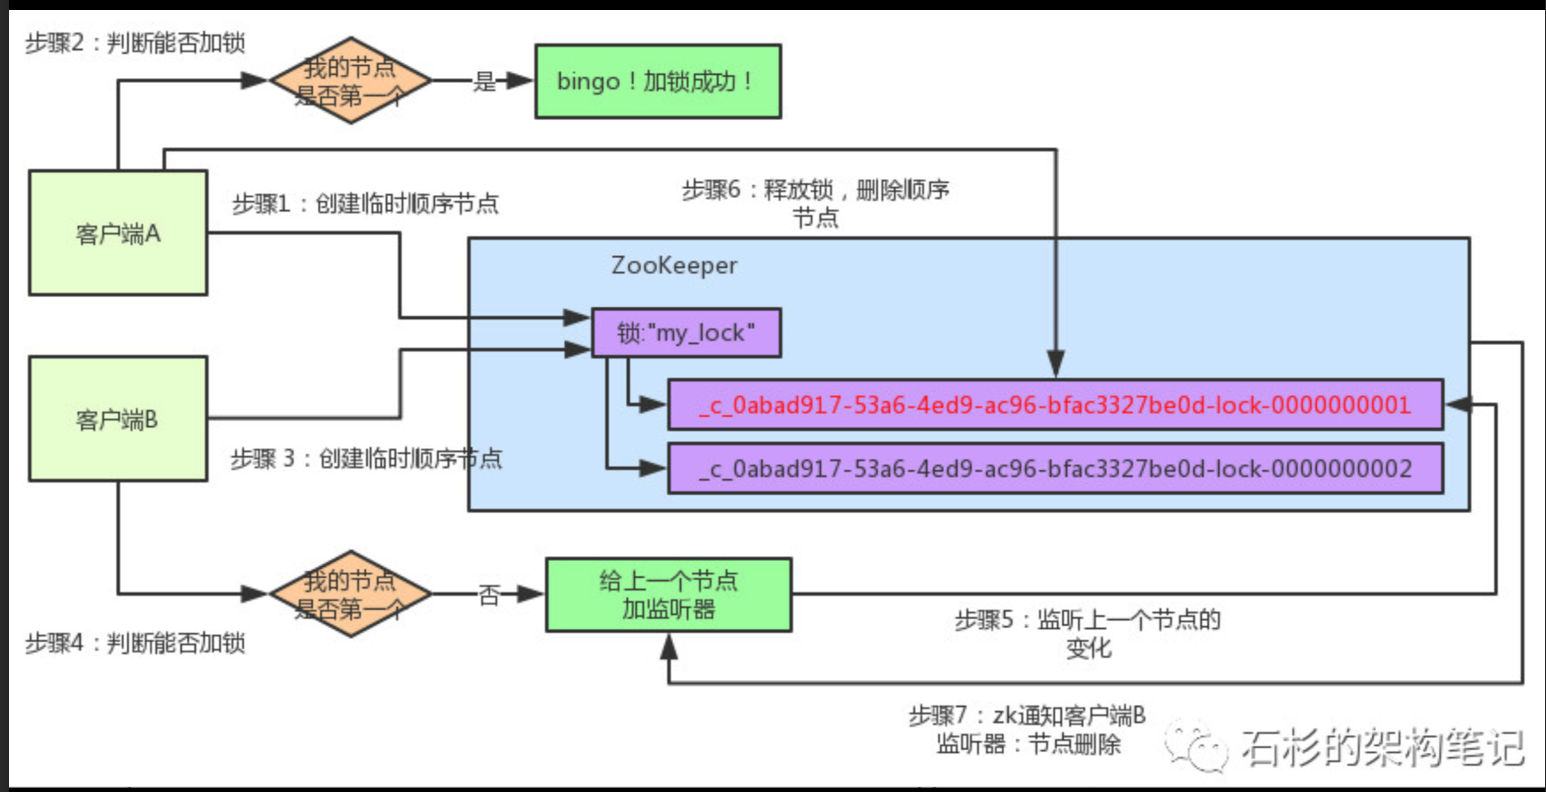 步骤2：判断能否加锁
我的节点
是否第一个
是
bingo！加锁成功！
客户端A
步骤1：创建临时顺序节点
步骤6：释放锁，删除顺序
节点
ZooKeeper
锁:"my_lock"
_c_0abad917-53a6-4ed9-ac96-bfac3327be0d-lock-0000000001
客户端B
步骤 3：创建临时顺序节点
_c_0abad917-53a6-4ed9-ac96-bfac3327be0d-lock-0000000002
我的节点
是否第一个
否
给上一个节点
加监听器
步骤4：判断能否加锁
步骤5：监听上一个节点的
变化
步骤7：zk通知客户端B
监听器：节点删除
石杉的架构笔记